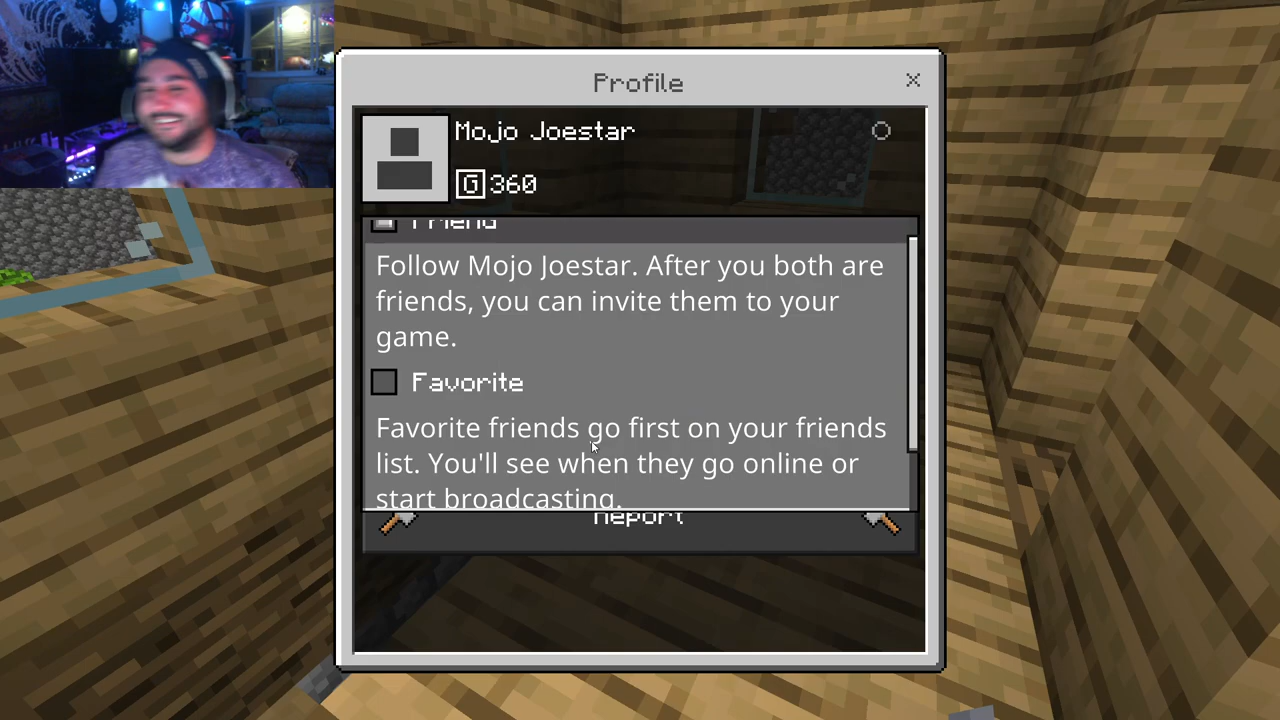 Profile
Mojo Joestar
G 360
Friend
Follow Mojo Joestar. After you both are
friends, you can invite them to your
game.
Favorite
Favorite friends go first on your friends
list. You'll see when they go online or
start broadcasting.
Report